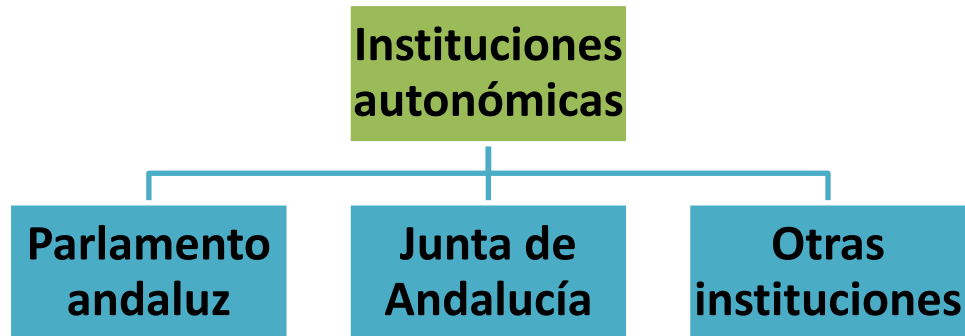 Instituciones
autonómicas
Parlamento
andaluz
Junta de
Andalucía
Otras
instituciones